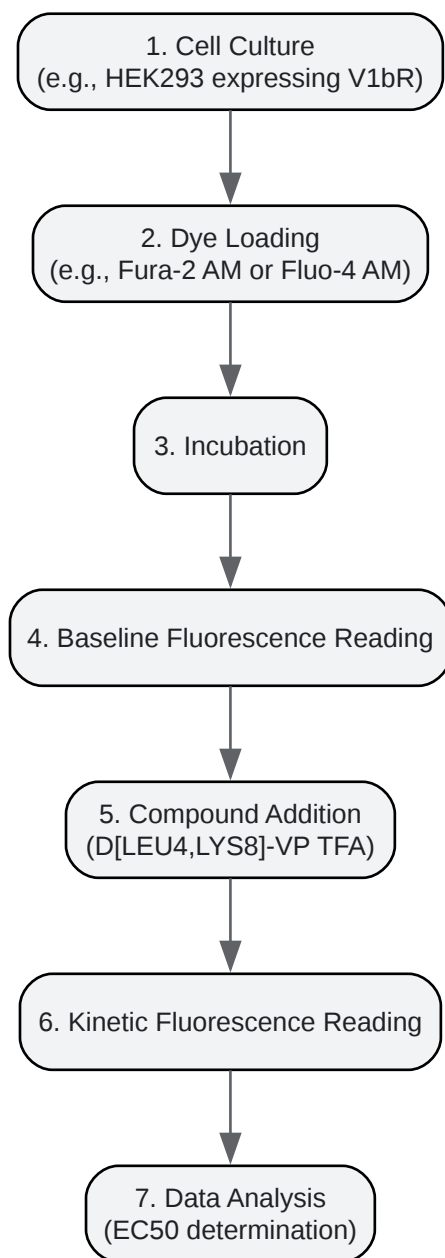 1. Cell Culture
(e.g., HEK293 expressing V1bR)
2. Dye Loading
(e.g., Fura-2 AM or Fluo-4 AM)
3. Incubation
4. Baseline Fluorescence Reading
5. Compound Addition
(D[LEU4,LYS8]-VP TFA)
6. Kinetic Fluorescence Reading
7. Data Analysis
(EC50 determination)